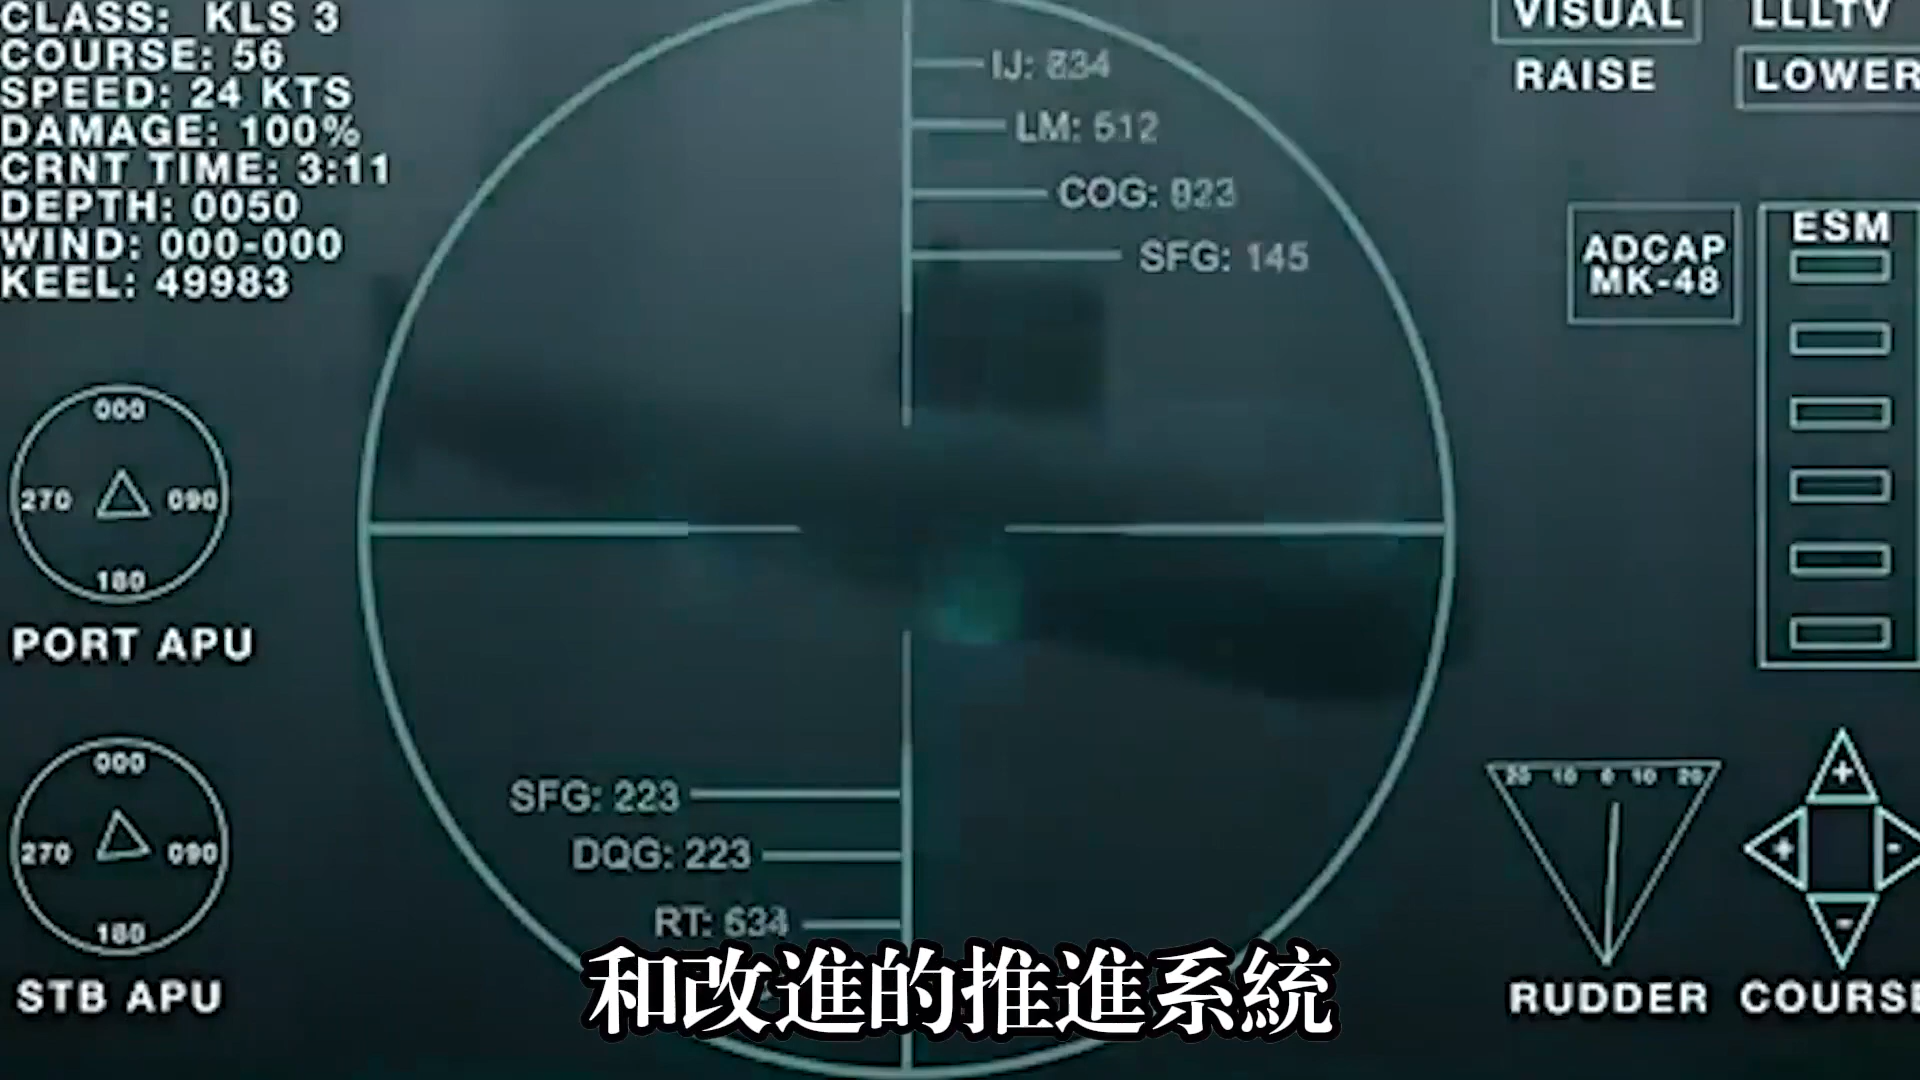 CLASS: KLS 3
COURSE: 56
SPEED: 24 KTS
DAMAGE: 100%
CRNT TIME: 3:11
DEPTH: 0050
WIND: 000-000
KEEL: 49983
VISUAL
LLLTV
RAISE
LOWER
IJ: 834
LM: 512
COG: 823
SFG: 145
ADCAP
MK-48
ESM
000
270
090
180
PORT APU
000
270
090
180
STB APU
SFG: 223
DQG: 223
RT: 634
20 10 0 10 20
RUDDER
+
+
-
-
COURSE
和改進的推進系統